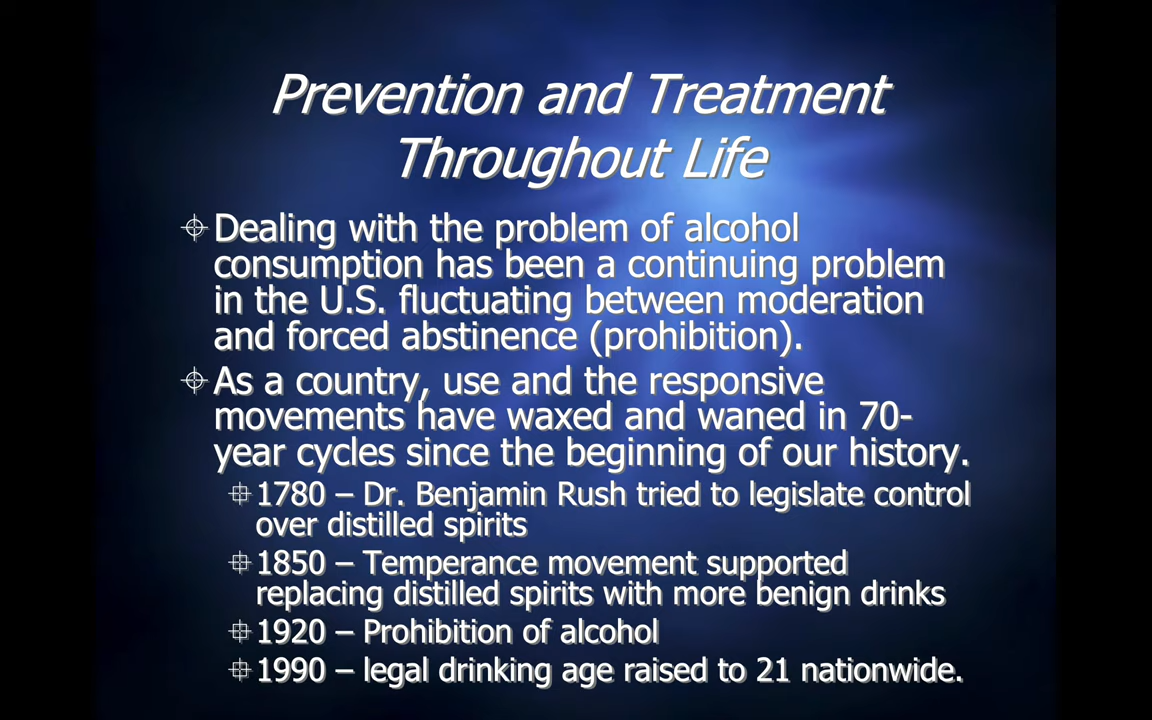 Prevention and Treatment
Throughout Life
Dealing with the problem of alcohol
consumption has been a continuing problem
in the U.S. fluctuating between moderation
and forced abstinence (prohibition).
As a country, use and the responsive
movements have waxed and waned in 70-
year cycles since the beginning of our history.
1780 – Dr. Benjamin Rush tried to legislate control
over distilled spirits
1850 – Temperance movement supported
replacing distilled spirits with more benign drinks
1920 – Prohibition of alcohol
1990 – legal drinking age raised to 21 nationwide.